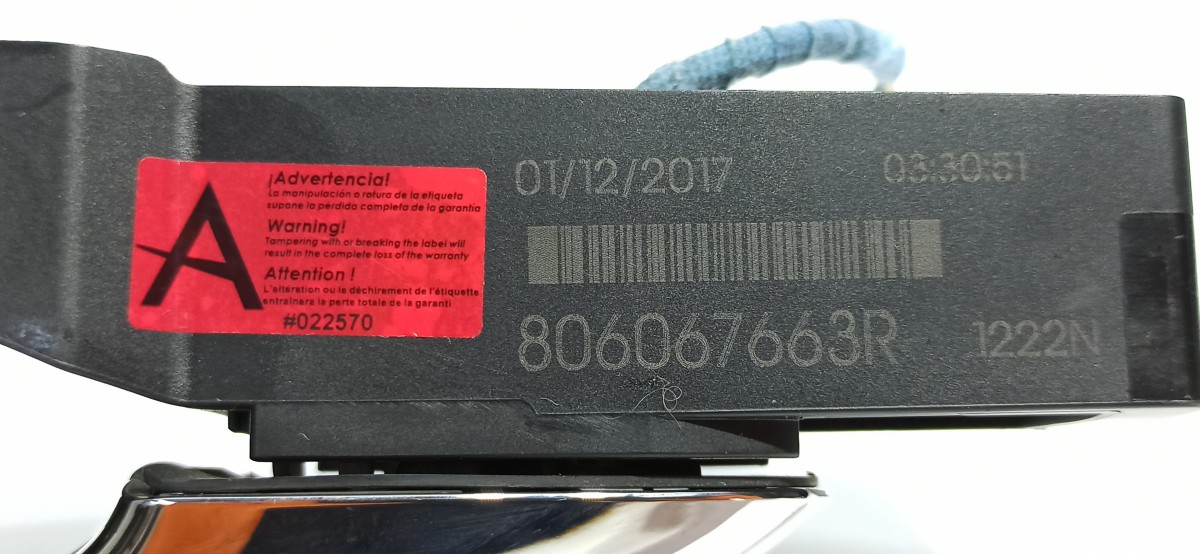 ¡Advertencia!
La manipulación o rotura de la etiqueta
supone la perdida completa de la garantía
Warning!
Tampering with or breaking the label will
result in the complete loss of the warranty
Attention !
L'altération ou le déchirement de l'étiquette
entraînera la perte totale de la garanti
#022570
01/12/2017 03:30:51
806067663R 1222N